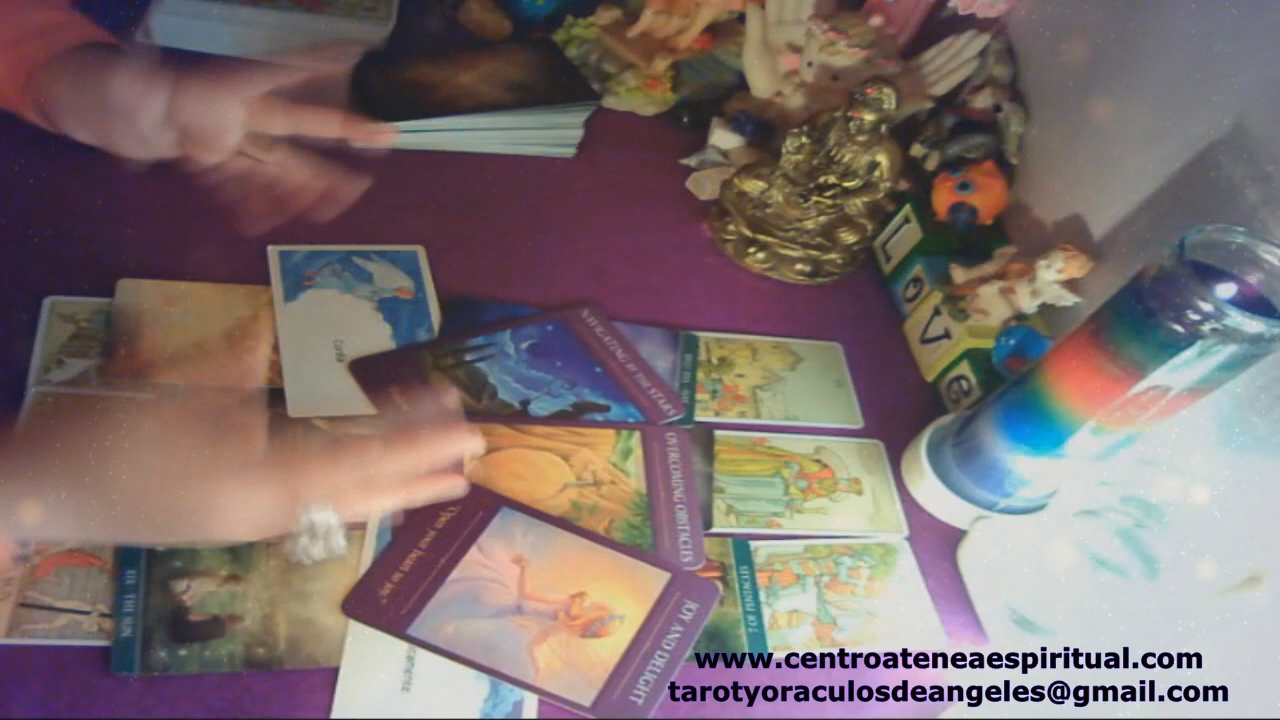 NAVIGATING BY THE STARS
OVERCOMING OBSTACLES
"Open your heart to joy."
JOY AND DELIGHT
XIX THE SUN
7 OF PENTACLES
L
O
V
e
www.centroateneaespiritual.com
tarotyoraculosdeangeles@gmail.com